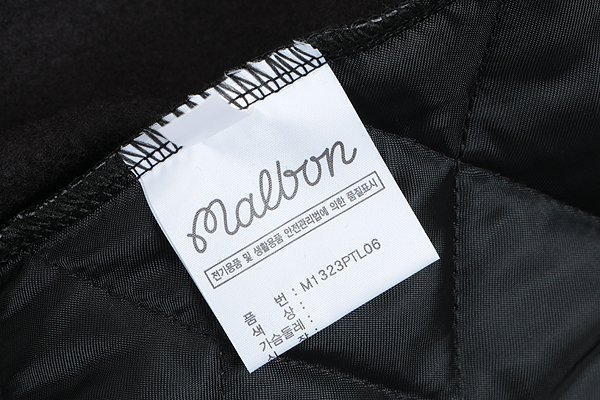 malbon
전기용품 및 생활용품 안전관리법에 의한 품질표시
품 번 : M1323PTL06
색 상 :
가슴둘레 :